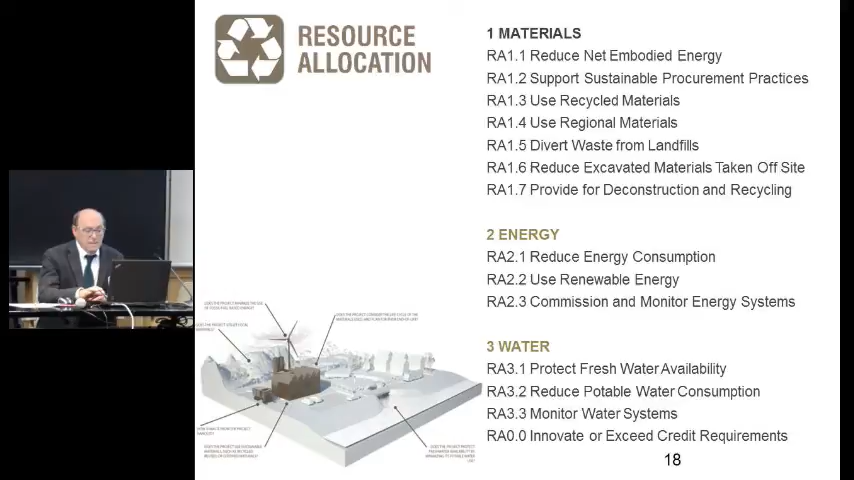 RESOURCE
ALLOCATION
1 MATERIALS
RA1.1 Reduce Net Embodied Energy
RA1.2 Support Sustainable Procurement Practices
RA1.3 Use Recycled Materials
RA1.4 Use Regional Materials
RA1.5 Divert Waste from Landfills
RA1.6 Reduce Excavated Materials Taken Off Site
RA1.7 Provide for Deconstruction and Recycling
2 ENERGY
RA2.1 Reduce Energy Consumption
RA2.2 Use Renewable Energy
RA2.3 Commission and Monitor Energy Systems
3 WATER
RA3.1 Protect Fresh Water Availability
RA3.2 Reduce Potable Water Consumption
RA3.3 Monitor Water Systems
RA0.0 Innovate or Exceed Credit Requirements
18